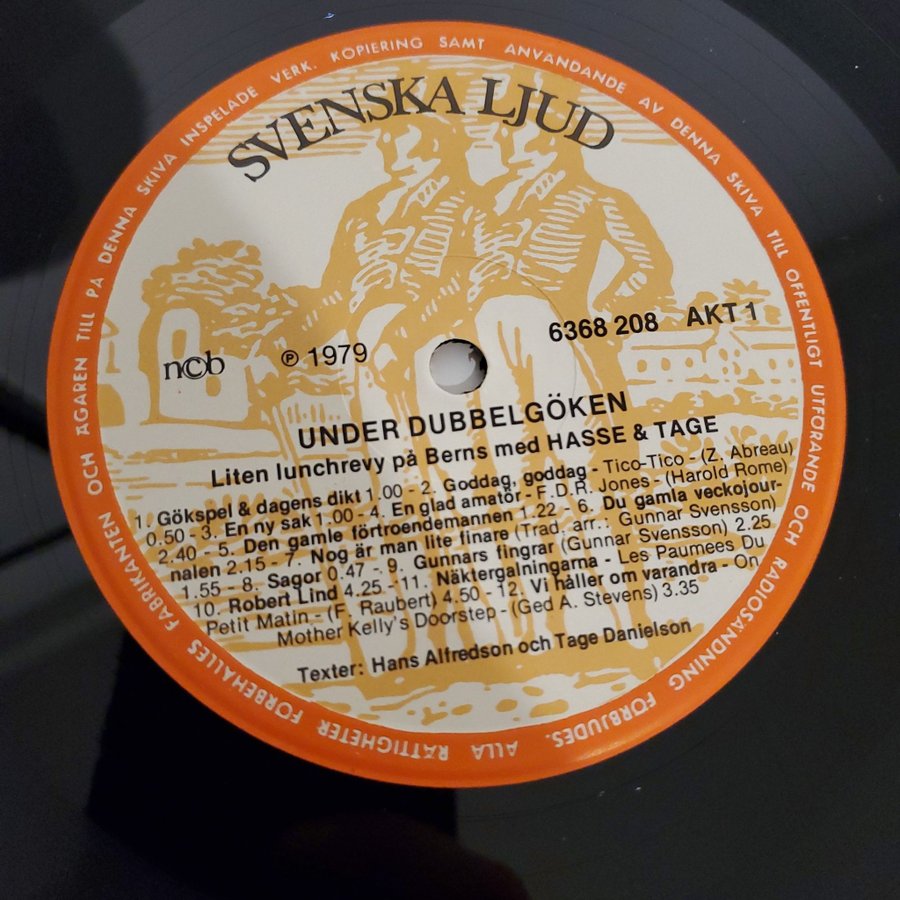 SVENSKA LJUD
ncb
℗ 1979
6368 208 AKT 1
UNDER DUBBELGÖKEN
Liten lunchrevy på Berns med HASSE & TAGE
1. Gökspel & dagens dikt 1.00 - 2. Goddag, goddag - Tico-Tico - (Z. Abreau)
0.50 - 3. En ny sak 1.00 - 4. En glad amatör - F.D.R. Jones - (Harold Rome)
2.40 - 5. Den gamle förtroendemannen 1.22 - 6. Du gamla veckojour-
nalen 2.15 - 7. Nog är man lite finare (Trad. arr.: Gunnar Svensson)
1.55 - 8. Sagor 0.47 - 9. Gunnars fingrar (Gunnar Svensson) 2.25
10. Robert Lind 4.25 - 11. Näktergalningarna - Les Paumees Du
Petit Matin - (F. Raubert) 4.50 - 12. Vi håller om varandra - On
Mother Kelly's Doorstep - (Ged A. Stevens) 3.35
Texter: Hans Alfredson och Tage Danielson
ALLA RÄTTIGHETER FÖRBEHÅLLES FABRIKANTEN OCH ÄGAREN TILL PÅ DENNA SKIVA INSPELADE VERK. KOPIERING SAMT ANVÄNDANDE AV DENNA SKIVA TILL OFFENTLIGT UTFÖRANDE OCH RADIOSÄNDNING FÖRBJUDES.